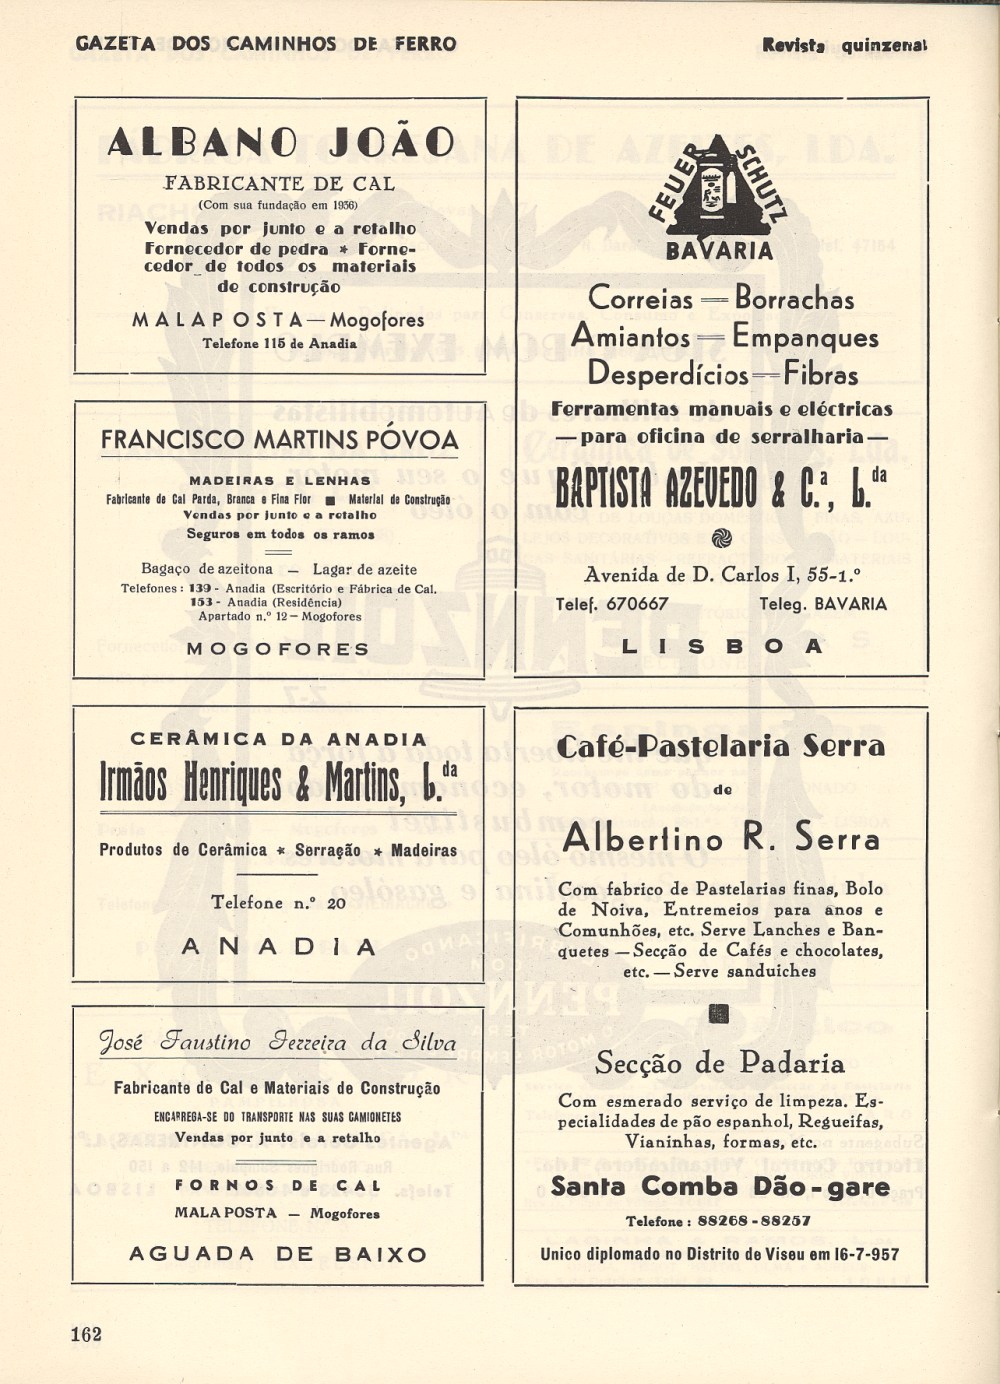 GAZETA DOS CAMINHOS DE FERRO
Revista quinzenal
ALBANO JOÃO
FABRICANTE DE CAL
(Com sua fundação em 1956)
Vendas por junto e a retalho
Fornecedor de pedra * Forne-
cedor de todos os materiais
de construção
MALAPOSTA — Mogofores
Telefone 115 de Anadia
FRANCISCO MARTINS PÓVOA
MADEIRAS E LENHAS
Fabricante de Cal Parda, Branca e Fina Flor ■ Material de Construção
Vendas por junto e a retalho
Seguros em todos os ramos
Bagaço de azeitona — Lagar de azeite
Telefones: 139 - Anadia (Escritório e Fábrica de Cal.
153 - Anadia (Residência)
Apartado n.º 12 — Mogofores
MOGOFORES
CERÂMICA DA ANADIA
Irmãos Henriques & Martins, L.da
Produtos de Cerâmica * Serração * Madeiras
Telefone n.º 20
ANADIA
José Faustino Ferreira da Silva
Fabricante de Cal e Materiais de Construção
ENCARREGA-SE DO TRANSPORTE NAS SUAS CAMIONETES
Vendas por junto e a retalho
FORNOS DE CAL
MALAPOSTA — Mogofores
AGUADA DE BAIXO
FEUER SCHUTZ
BAVARIA
Correias = Borrachas
Amiantos = Empanques
Desperdícios = Fibras
Ferramentas manuais e eléctricas
— para oficina de serralharia —
BAPTISTA AZEVEDO & C.ª, L.da
Avenida de D. Carlos I, 55-1.º
Telef. 670667 Teleg. BAVARIA
LISBOA
Café-Pastelaria Serra
de
Albertino R. Serra
Com fabrico de Pastelarias finas, Bolo
de Noiva, Entremeios para anos e
Comunhões, etc. Serve Lanches e Ban-
quetes — Secção de Cafés e chocolates,
etc. — Serve sanduiches
Secção de Padaria
Com esmerado serviço de limpeza. Es-
pecialidades de pão espanhol, Regueifas,
Vianinhas, formas, etc.
Santa Comba Dão-gare
Telefone: 88268-88257
Unico diplomado no Distrito de Viseu em 16-7-957
162